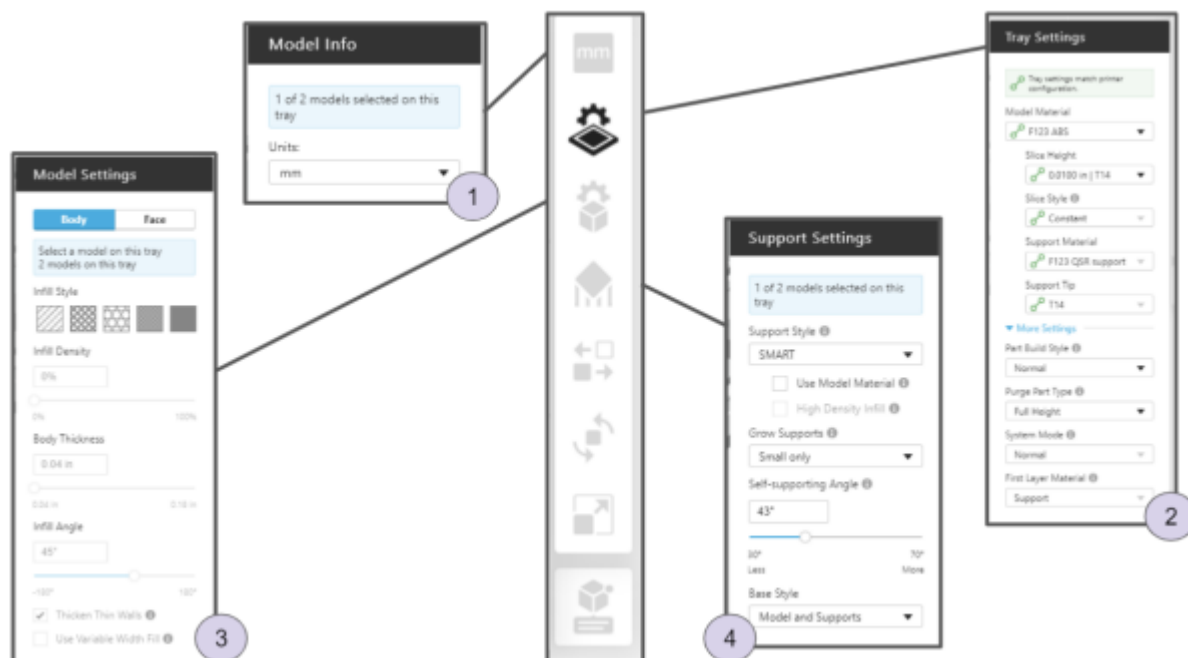 Model Info
1 of 2 models selected on this
tray
Units:
mm
1
mm
Tray Settings
Tray settings match printer
configuration.
Model Material
F123 ABS
Slice Height
0.0100 in | T14
Slice Style
Constant
Support Material
F123 QSR support
Support Tip
T14
More Settings
Part Build Style
Normal
Purge Part Type
Full Height
System Mode
Normal
First Layer Material
Support
2
Model Settings
Body Face
Select a model on this tray
2 models on this tray
Infill Style
Infill Density
0%
0% 100%
Body Thickness
0.04 in
0.04 in 0.16 in
Infill Angle
45°
-180° 180°
Thicken Thin Walls
Use Variable Width Fill
3
Support Settings
1 of 2 models selected on this
tray
Support Style
SMART
Use Model Material
High Density Infill
Grow Supports
Small only
Self-supporting Angle
43°
30° 70°
Less More
Base Style
Model and Supports
4